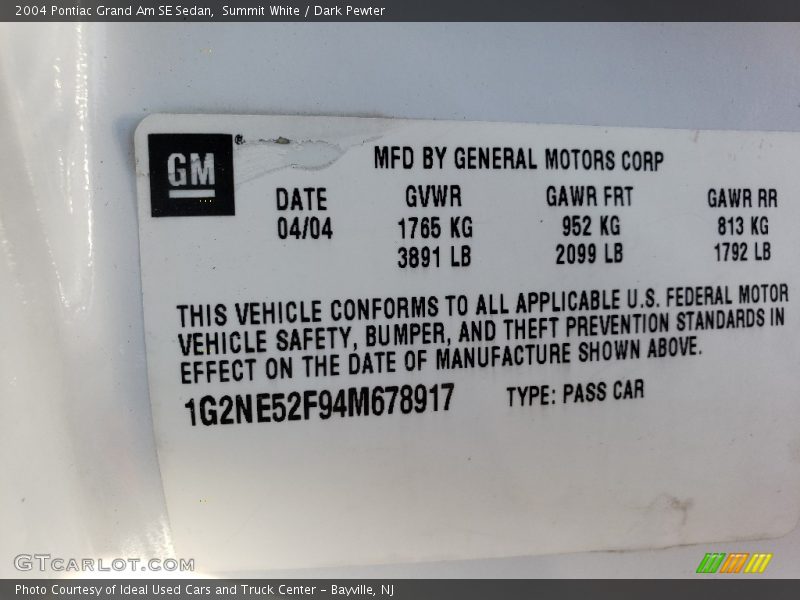 2004 Pontiac Grand Am SE Sedan,  Summit White / Dark Pewter
GM®
MFD BY GENERAL MOTORS CORP
DATE GVWR GAWR FRT GAWR RR
04/04 1765 KG 952 KG 813 KG
3891 LB 2099 LB 1792 LB
THIS VEHICLE CONFORMS TO ALL APPLICABLE U.S. FEDERAL MOTOR
VEHICLE SAFETY, BUMPER, AND THEFT PREVENTION STANDARDS IN
EFFECT ON THE DATE OF MANUFACTURE SHOWN ABOVE.
1G2NE52F94M678917 TYPE: PASS CAR
GTCARLOT.COM
Photo Courtesy of Ideal Used Cars and Truck Center - Bayville, NJ